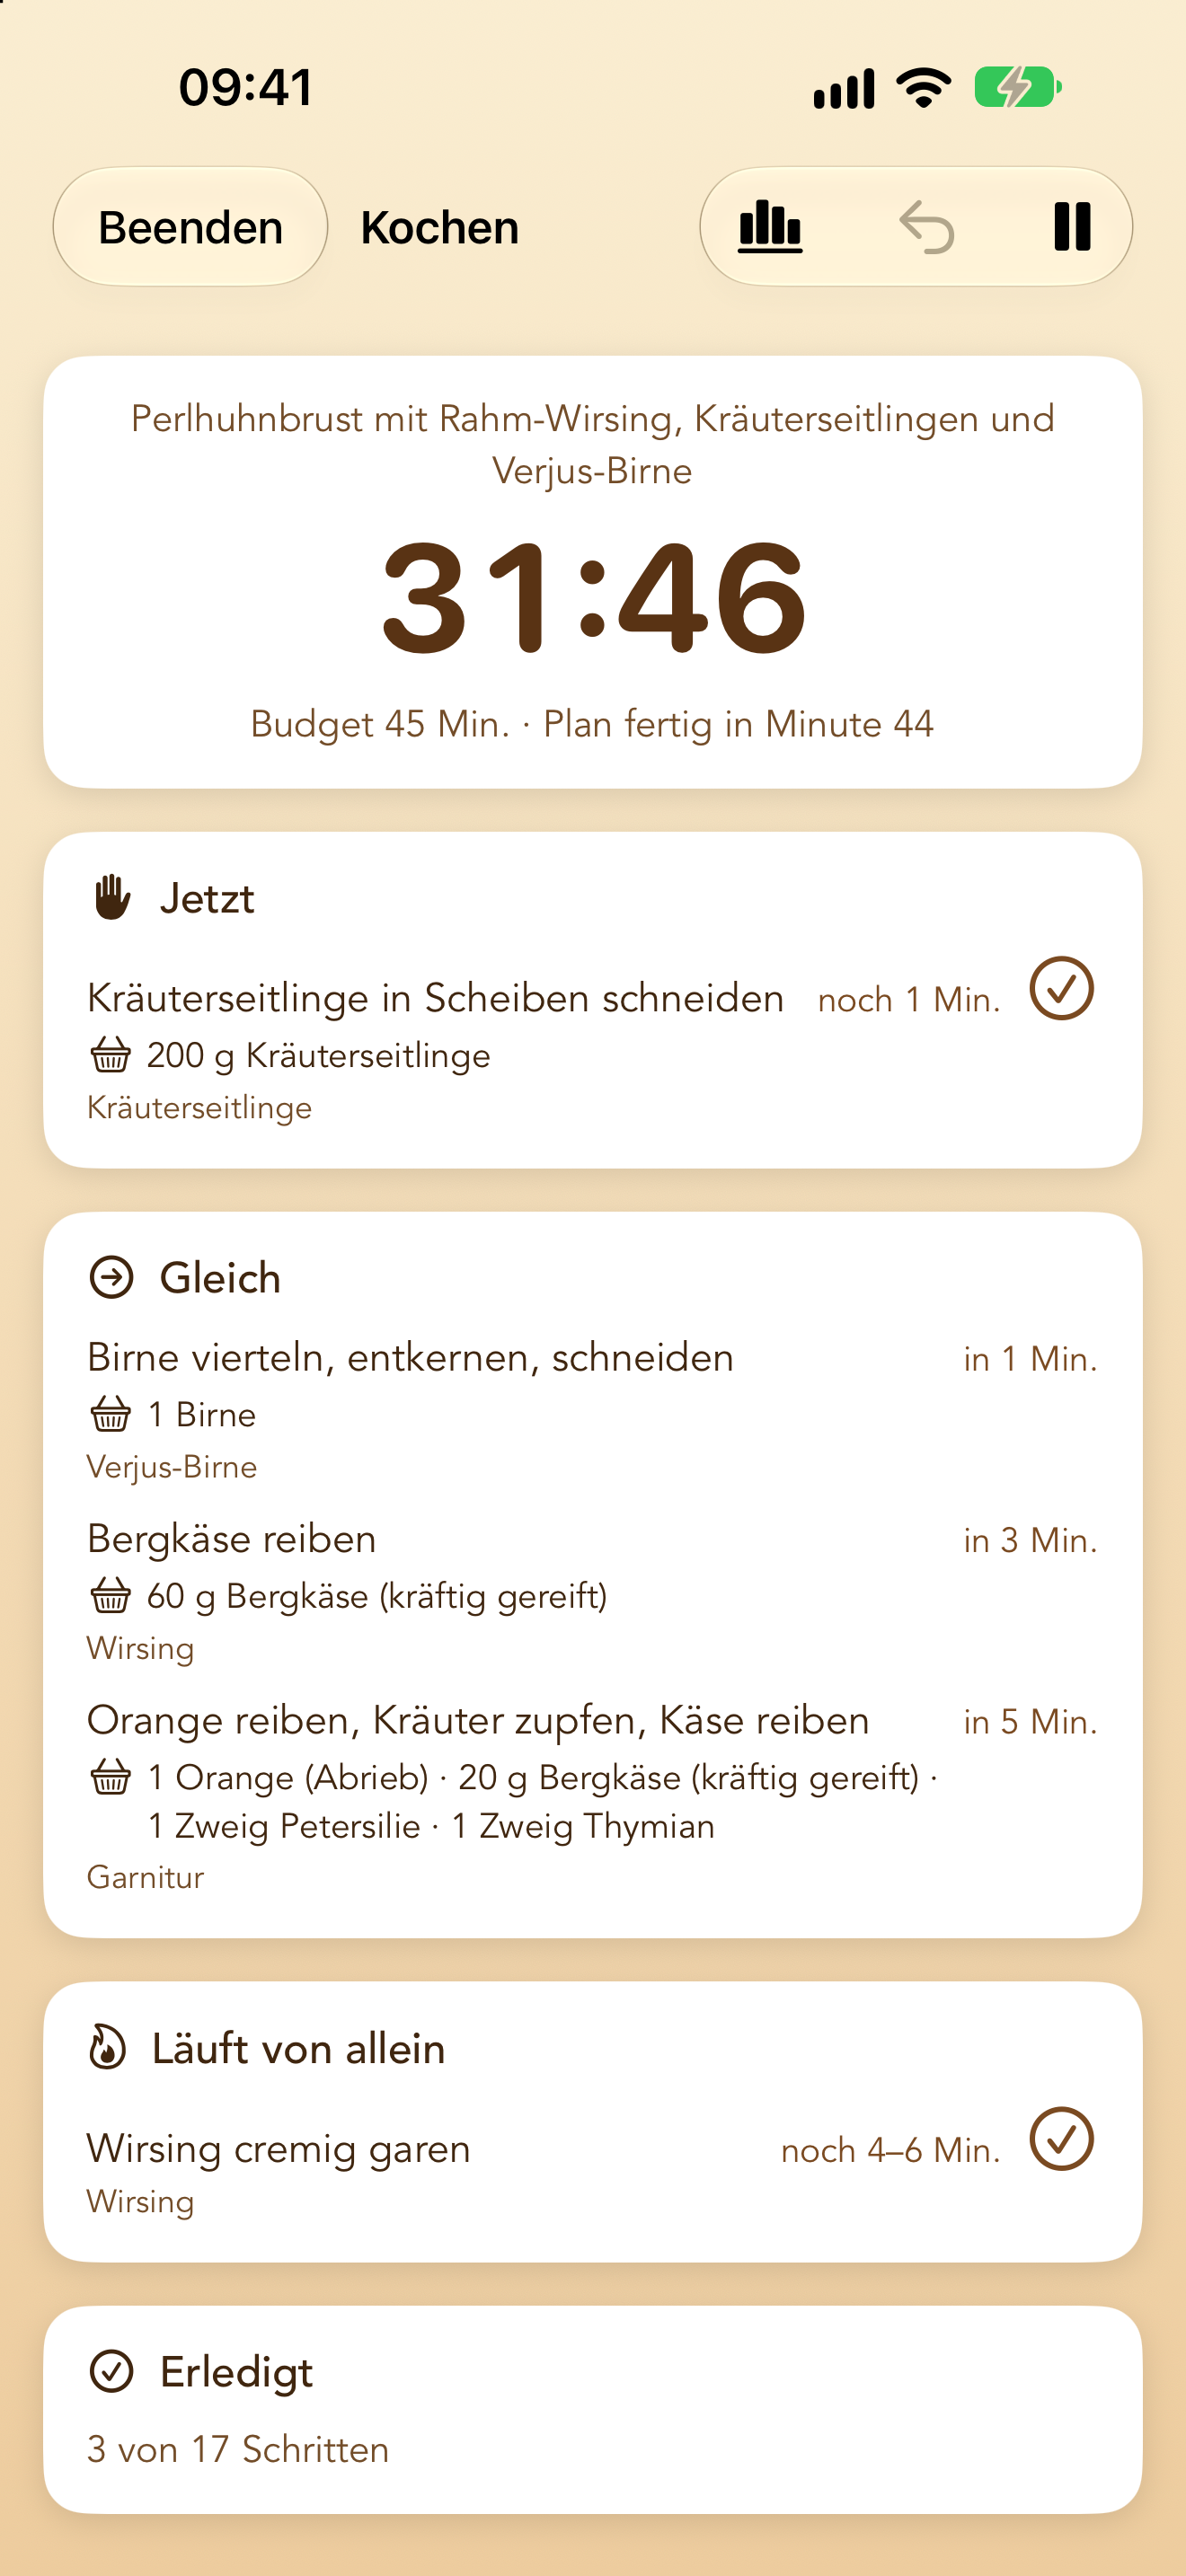 09:41
Beenden Kochen
Perlhuhnbrust mit Rahm-Wirsing, Kräuterseitlingen und
Verjus-Birne
31:46
Budget 45 Min. · Plan fertig in Minute 44
Jetzt
Kräuterseitlinge in Scheiben schneiden noch 1 Min.
200 g Kräuterseitlinge
Kräuterseitlinge
Gleich
Birne vierteln, entkernen, schneiden in 1 Min.
1 Birne
Verjus-Birne
Bergkäse reiben in 3 Min.
60 g Bergkäse (kräftig gereift)
Wirsing
Orange reiben, Kräuter zupfen, Käse reiben in 5 Min.
1 Orange (Abrieb) · 20 g Bergkäse (kräftig gereift) ·
1 Zweig Petersilie · 1 Zweig Thymian
Garnitur
Läuft von allein
Wirsing cremig garen noch 4–6 Min.
Wirsing
Erledigt
3 von 17 Schritten